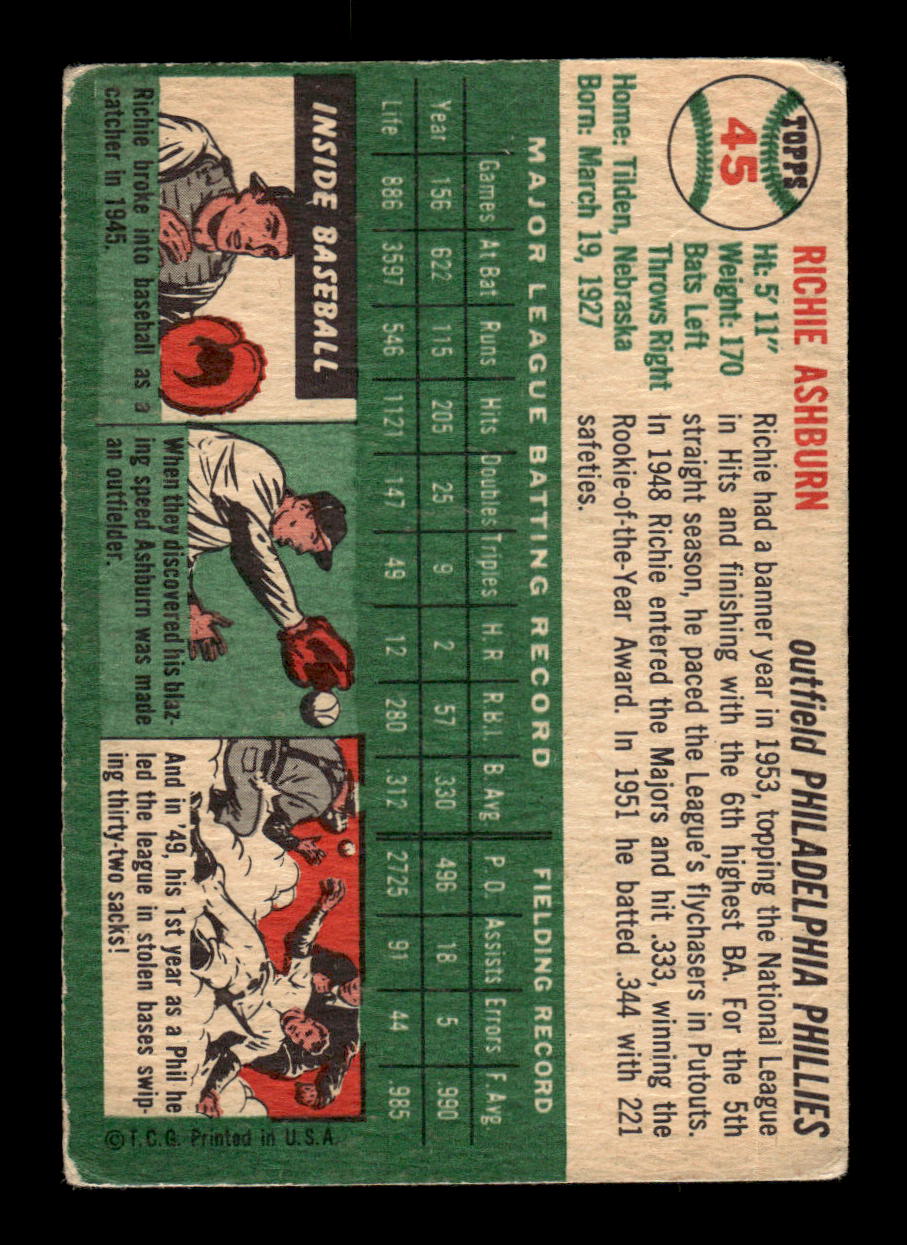 TOPPS
45
RICHIE ASHBURN
outfield PHILADELPHIA PHILLIES
Ht: 5' 11"
Weight: 170
Bats Left
Throws Right
Home: Tilden, Nebraska
Born: March 19, 1927
Richie had a banner year in 1953, topping the National League
in Hits and finishing with the 6th highest BA. For the 5th
straight season, he paced the League's flychasers in Putouts.
In 1948 Richie entered the Majors and hit .333, winning the
Rookie-of-the-Year Award. In 1951 he batted .344 with 221
safeties.
MAJOR LEAGUE BATTING RECORD FIELDING RECORD
Games At Bat Runs Hits Doubles Triples H. R R.B.I. B. Avg P. O. Assists Errors F. Avg
Year 156 622 115 205 25 9 2 57 .330 496 18 5 .990
Life 886 3597 546 1121 147 49 12 280 .312 2725 91 44 .985
INSIDE BASEBALL
Richie broke into baseball as a
catcher in 1945.
When they discovered his blaz-
ing speed Ashburn was made
an outfielder.
And in '49, his 1st year as a Phil he
led the league in stolen bases swip-
ing thirty-two sacks!
© T.C.G. Printed in U.S.A.